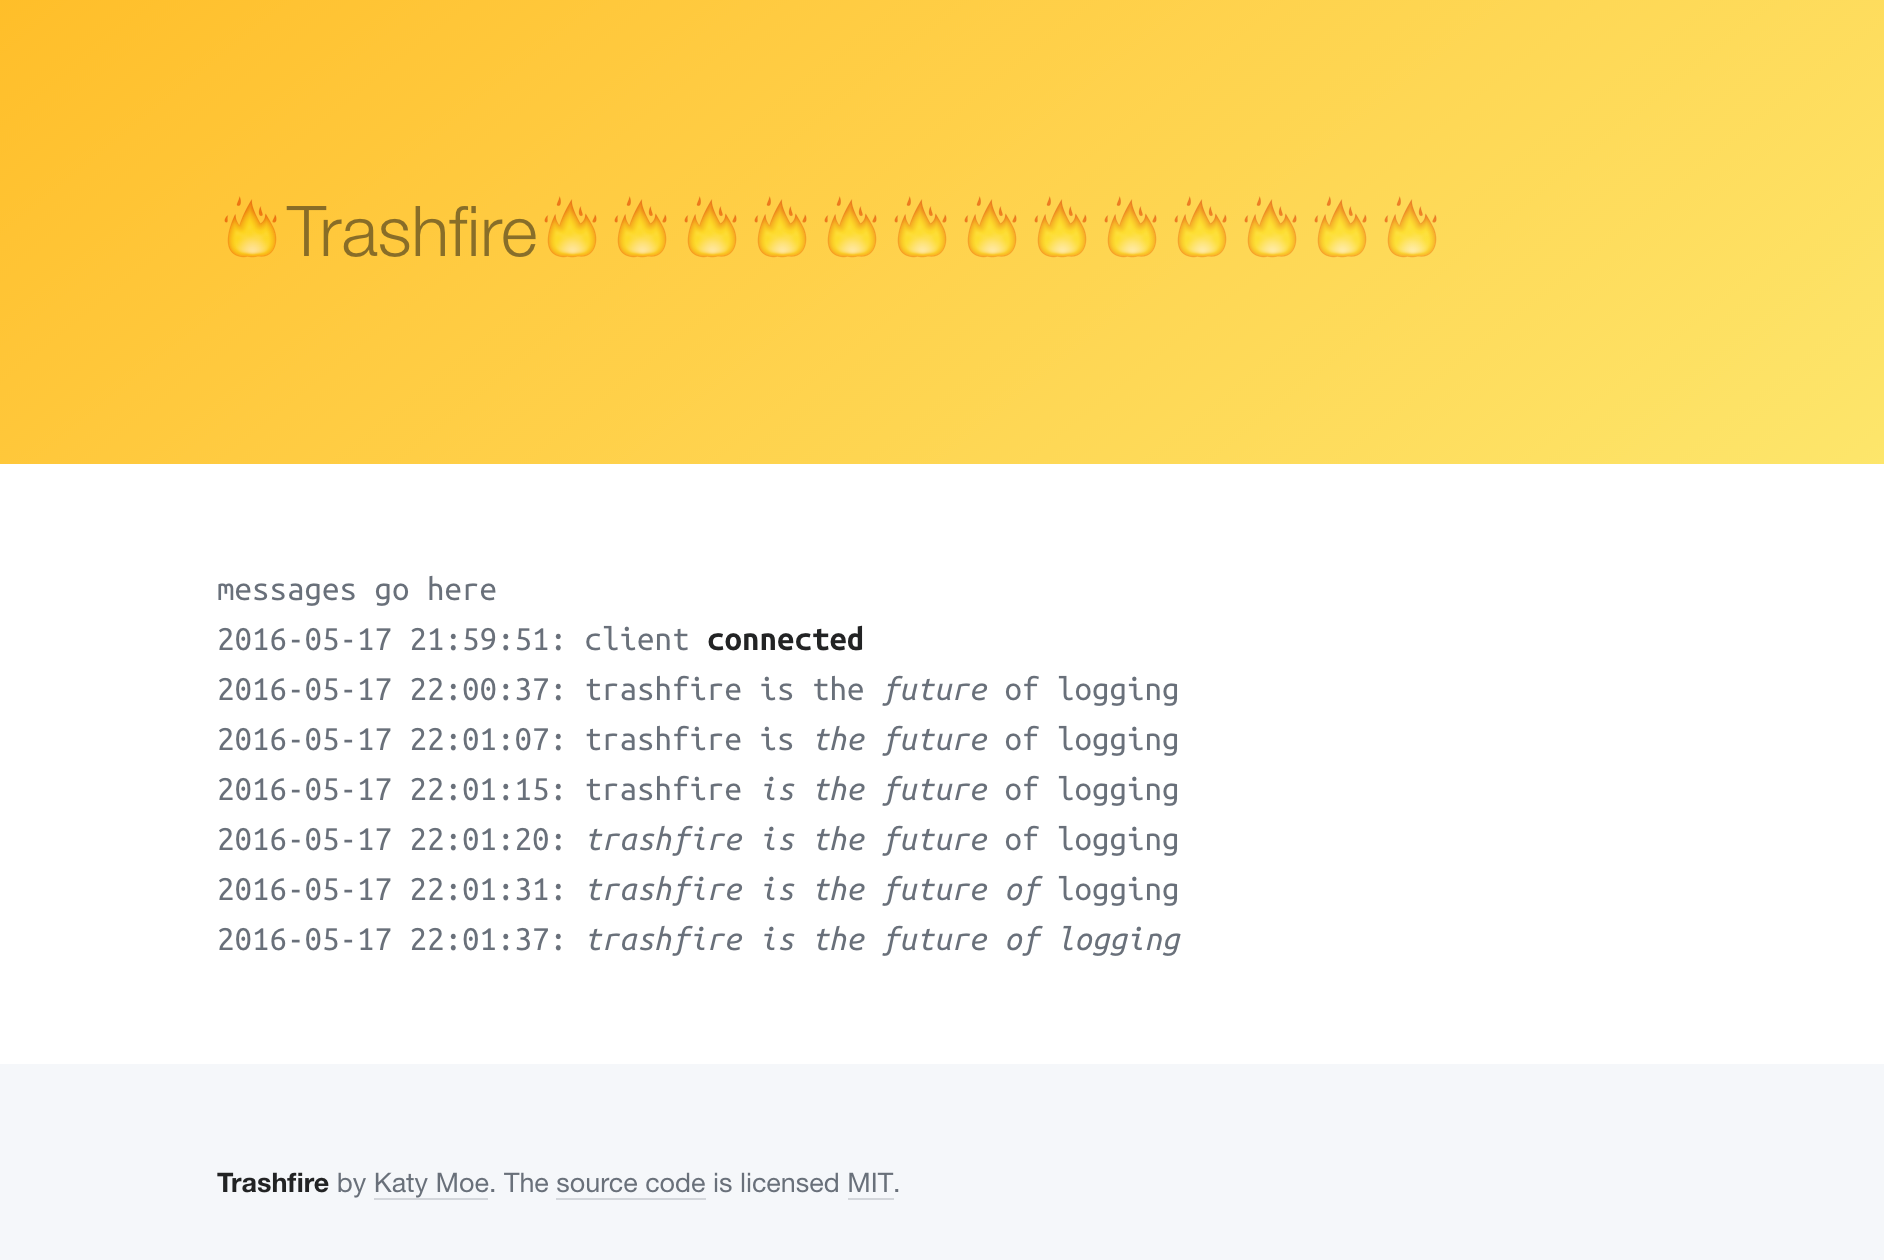 🔥Trashfire🔥🔥🔥🔥🔥🔥🔥🔥🔥🔥🔥🔥🔥
messages go here
2016-05-17 21:59:51: client connected
2016-05-17 22:00:37: trashfire is the future of logging
2016-05-17 22:01:07: trashfire is the future of logging
2016-05-17 22:01:15: trashfire is the future of logging
2016-05-17 22:01:20: trashfire is the future of logging
2016-05-17 22:01:31: trashfire is the future of logging
2016-05-17 22:01:37: trashfire is the future of logging
Trashfire by Katy Moe. The source code is licensed MIT.